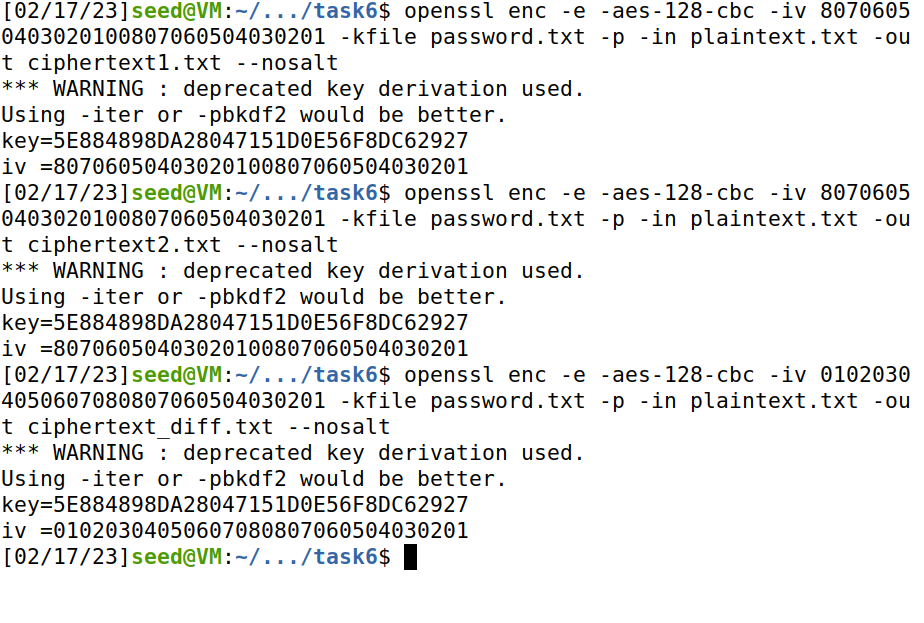 [02/17/23]seed@VM:~/.../task6$ openssl enc -e -aes-128-cbc -iv 8070605
0403020100807060504030201 -kfile password.txt -p -in plaintext.txt -ou
t ciphertext1.txt --nosalt
*** WARNING : deprecated key derivation used.
Using -iter or -pbkdf2 would be better.
key=5E884898DA28047151D0E56F8DC62927
iv =80706050403020100807060504030201
[02/17/23]seed@VM:~/.../task6$ openssl enc -e -aes-128-cbc -iv 8070605
0403020100807060504030201 -kfile password.txt -p -in plaintext.txt -ou
t ciphertext2.txt --nosalt
*** WARNING : deprecated key derivation used.
Using -iter or -pbkdf2 would be better.
key=5E884898DA28047151D0E56F8DC62927
iv =80706050403020100807060504030201
[02/17/23]seed@VM:~/.../task6$ openssl enc -e -aes-128-cbc -iv 0102030
4050607080807060504030201 -kfile password.txt -p -in plaintext.txt -ou
t ciphertext_diff.txt --nosalt
*** WARNING : deprecated key derivation used.
Using -iter or -pbkdf2 would be better.
key=5E884898DA28047151D0E56F8DC62927
iv =01020304050607080807060504030201
[02/17/23]seed@VM:~/.../task6$